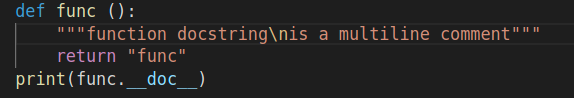 def func ():
    """function docstring\nis a multiline comment"""
    return "func"
print(func.__doc__)